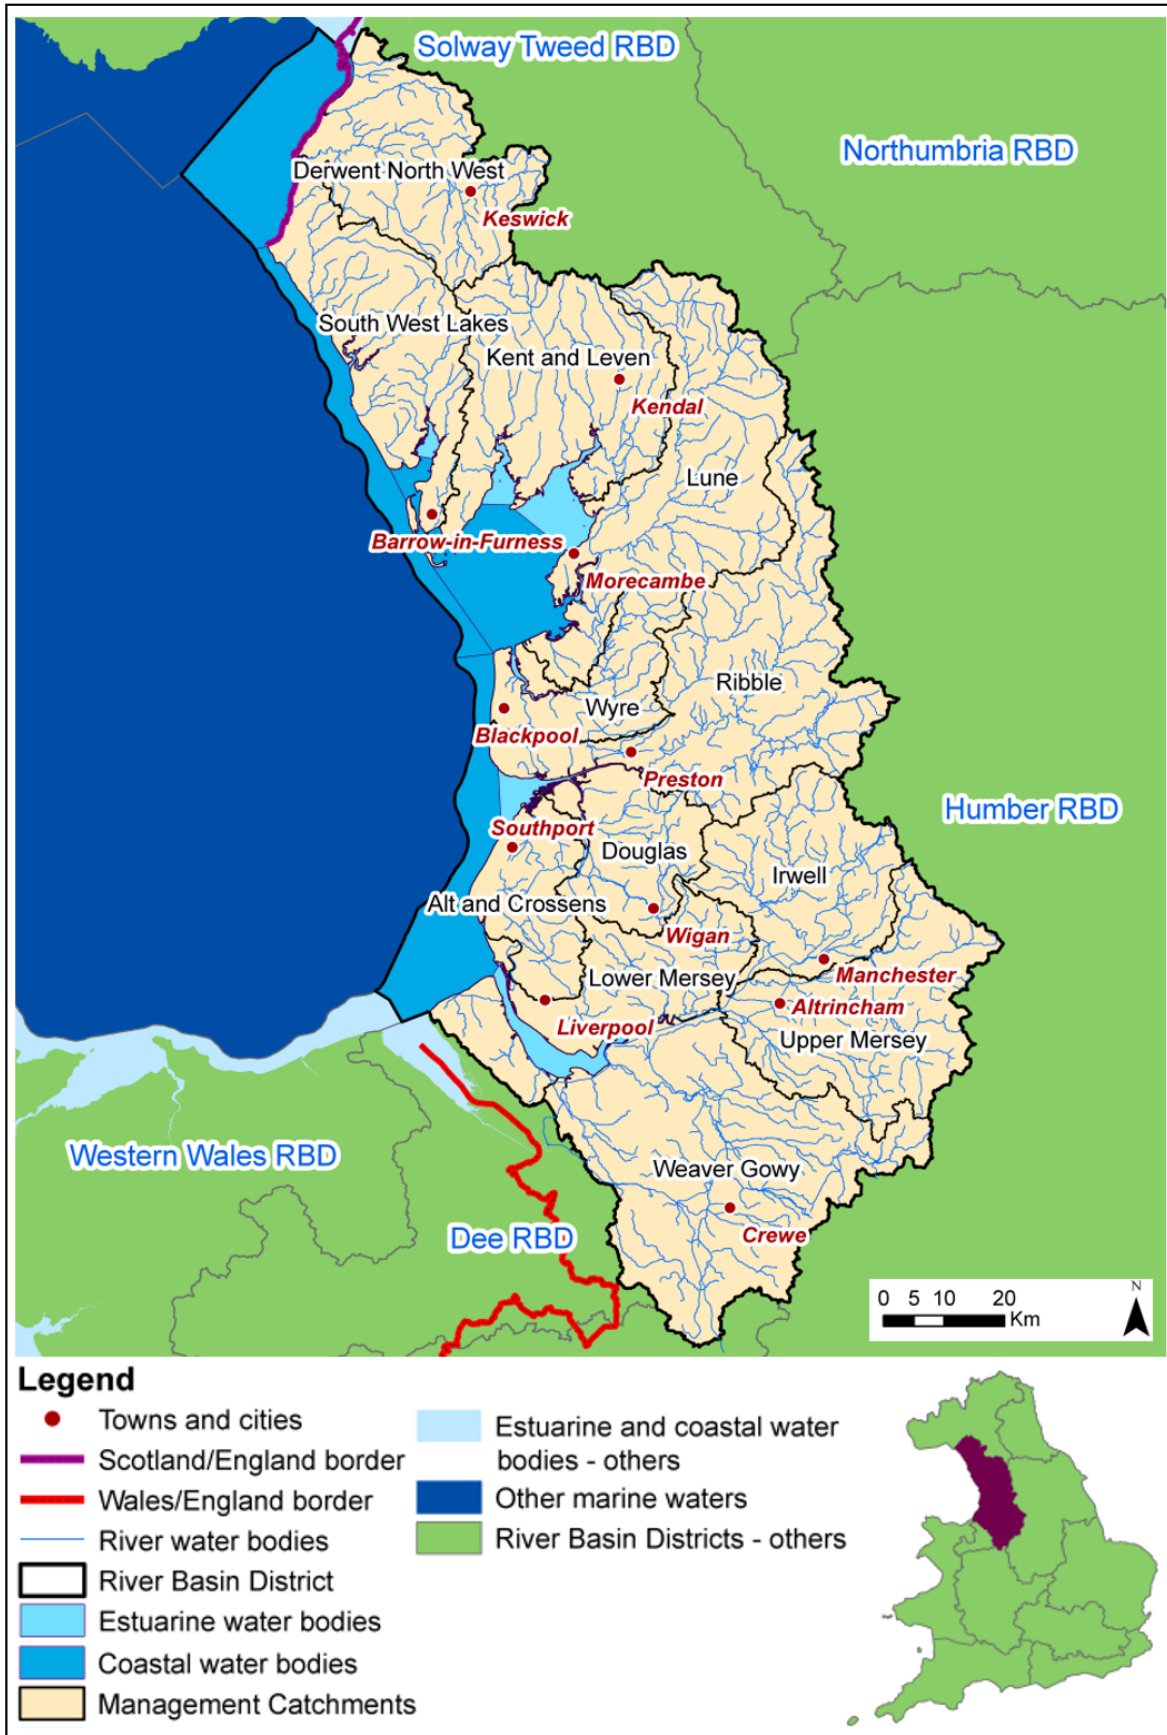 Solway Tweed RBD
Northumbria RBD
Derwent North West
Keswick
South West Lakes
Kent and Leven
Kendal
Lune
Barrow-in-Furness
Morecambe
Ribble
Wyre
Blackpool
Preston
Humber RBD
Southport
Douglas
Irwell
Alt and Crossens
Wigan
Manchester
Lower Mersey
Altrincham
Liverpool
Upper Mersey
Western Wales RBD
Weaver Gowy
Dee RBD
Crewe
N
0 5 10 20
Km
Legend
Towns and cities
Scotland/England border
Wales/England border
River water bodies
River Basin District
Estuarine water bodies
Coastal water bodies
Management Catchments
Estuarine and coastal water
bodies - others
Other marine waters
River Basin Districts - others